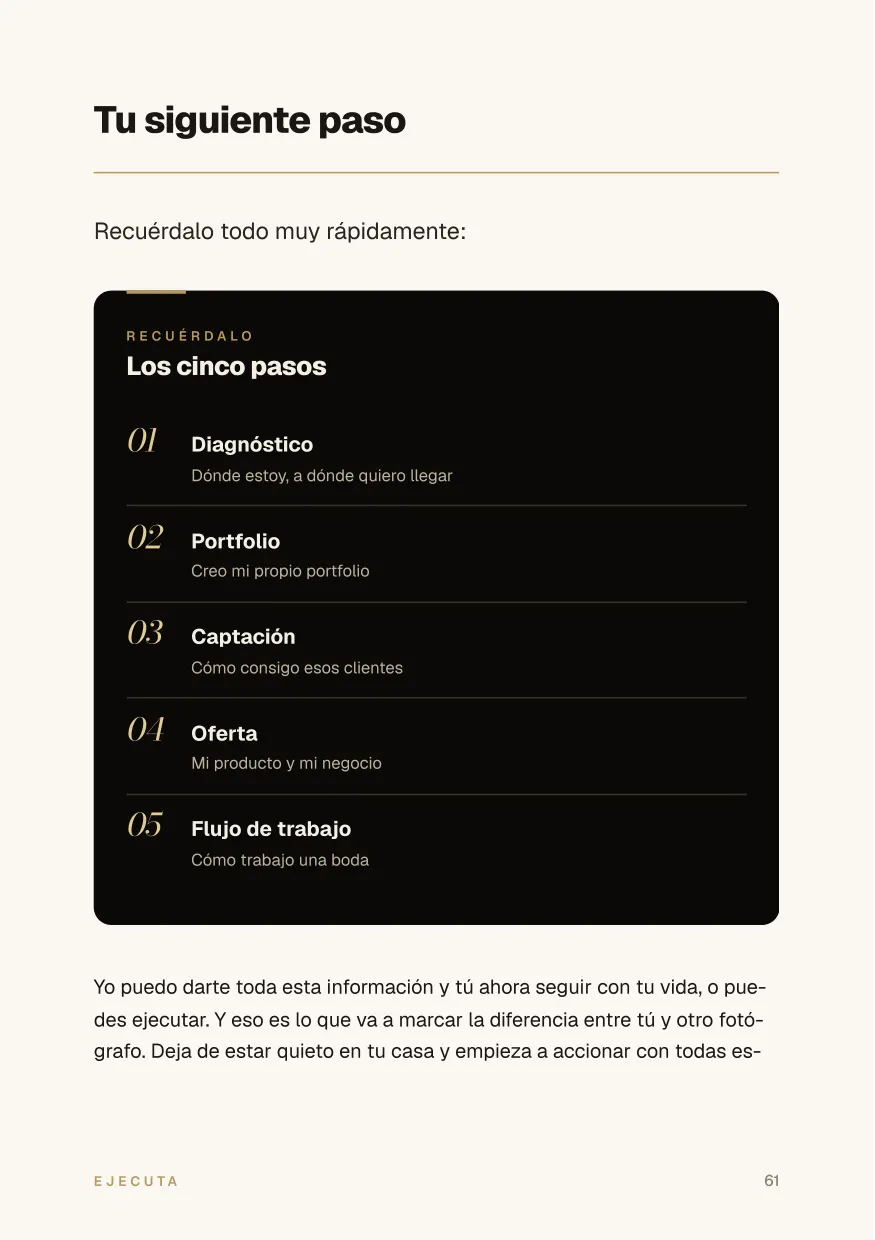 Tu siguiente paso
Recuérdalo todo muy rápidamente:
RECUÉRDALO
Los cinco pasos
01 Diagnóstico
Dónde estoy, a dónde quiero llegar
02 Portfolio
Creo mi propio portfolio
03 Captación
Cómo consigo esos clientes
04 Oferta
Mi producto y mi negocio
05 Flujo de trabajo
Cómo trabajo una boda
Yo puedo darte toda esta información y tú ahora seguir con tu vida, o pue-
des ejecutar. Y eso es lo que va a marcar la diferencia entre tú y otro fotó-
grafo. Deja de estar quieto en tu casa y empieza a accionar con todas es-
EJECUTA 61